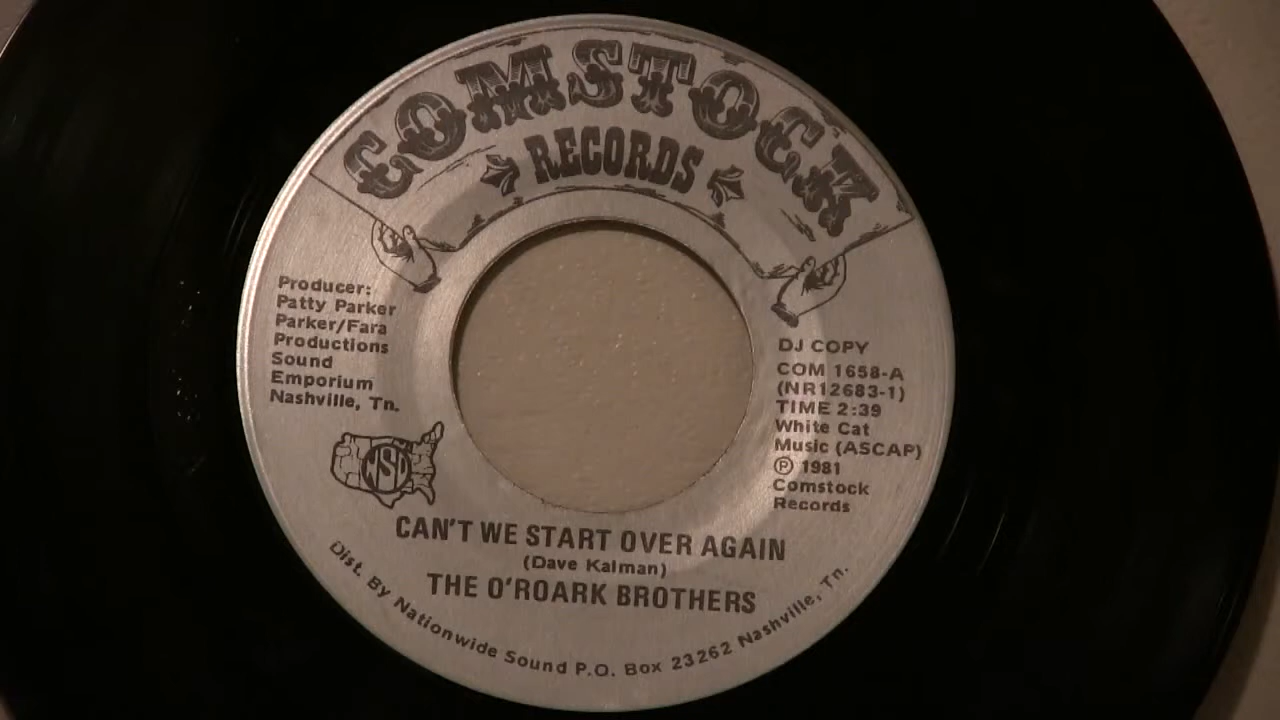 COMSTOCK
RECORDS
Producer:
Patty Parker
Parker/Fara
Productions
Sound
Emporium
Nashville, Tn.
NSD
DJ COPY
COM 1658-A
(NR12683-1)
TIME 2:39
White Cat
Music (ASCAP)
Ⓟ 1981
Comstock
Records
CAN'T WE START OVER AGAIN
(Dave Kalman)
THE O'ROARK BROTHERS
Dist. By Nationwide Sound P.O. Box 23262 Nashville, Tn.